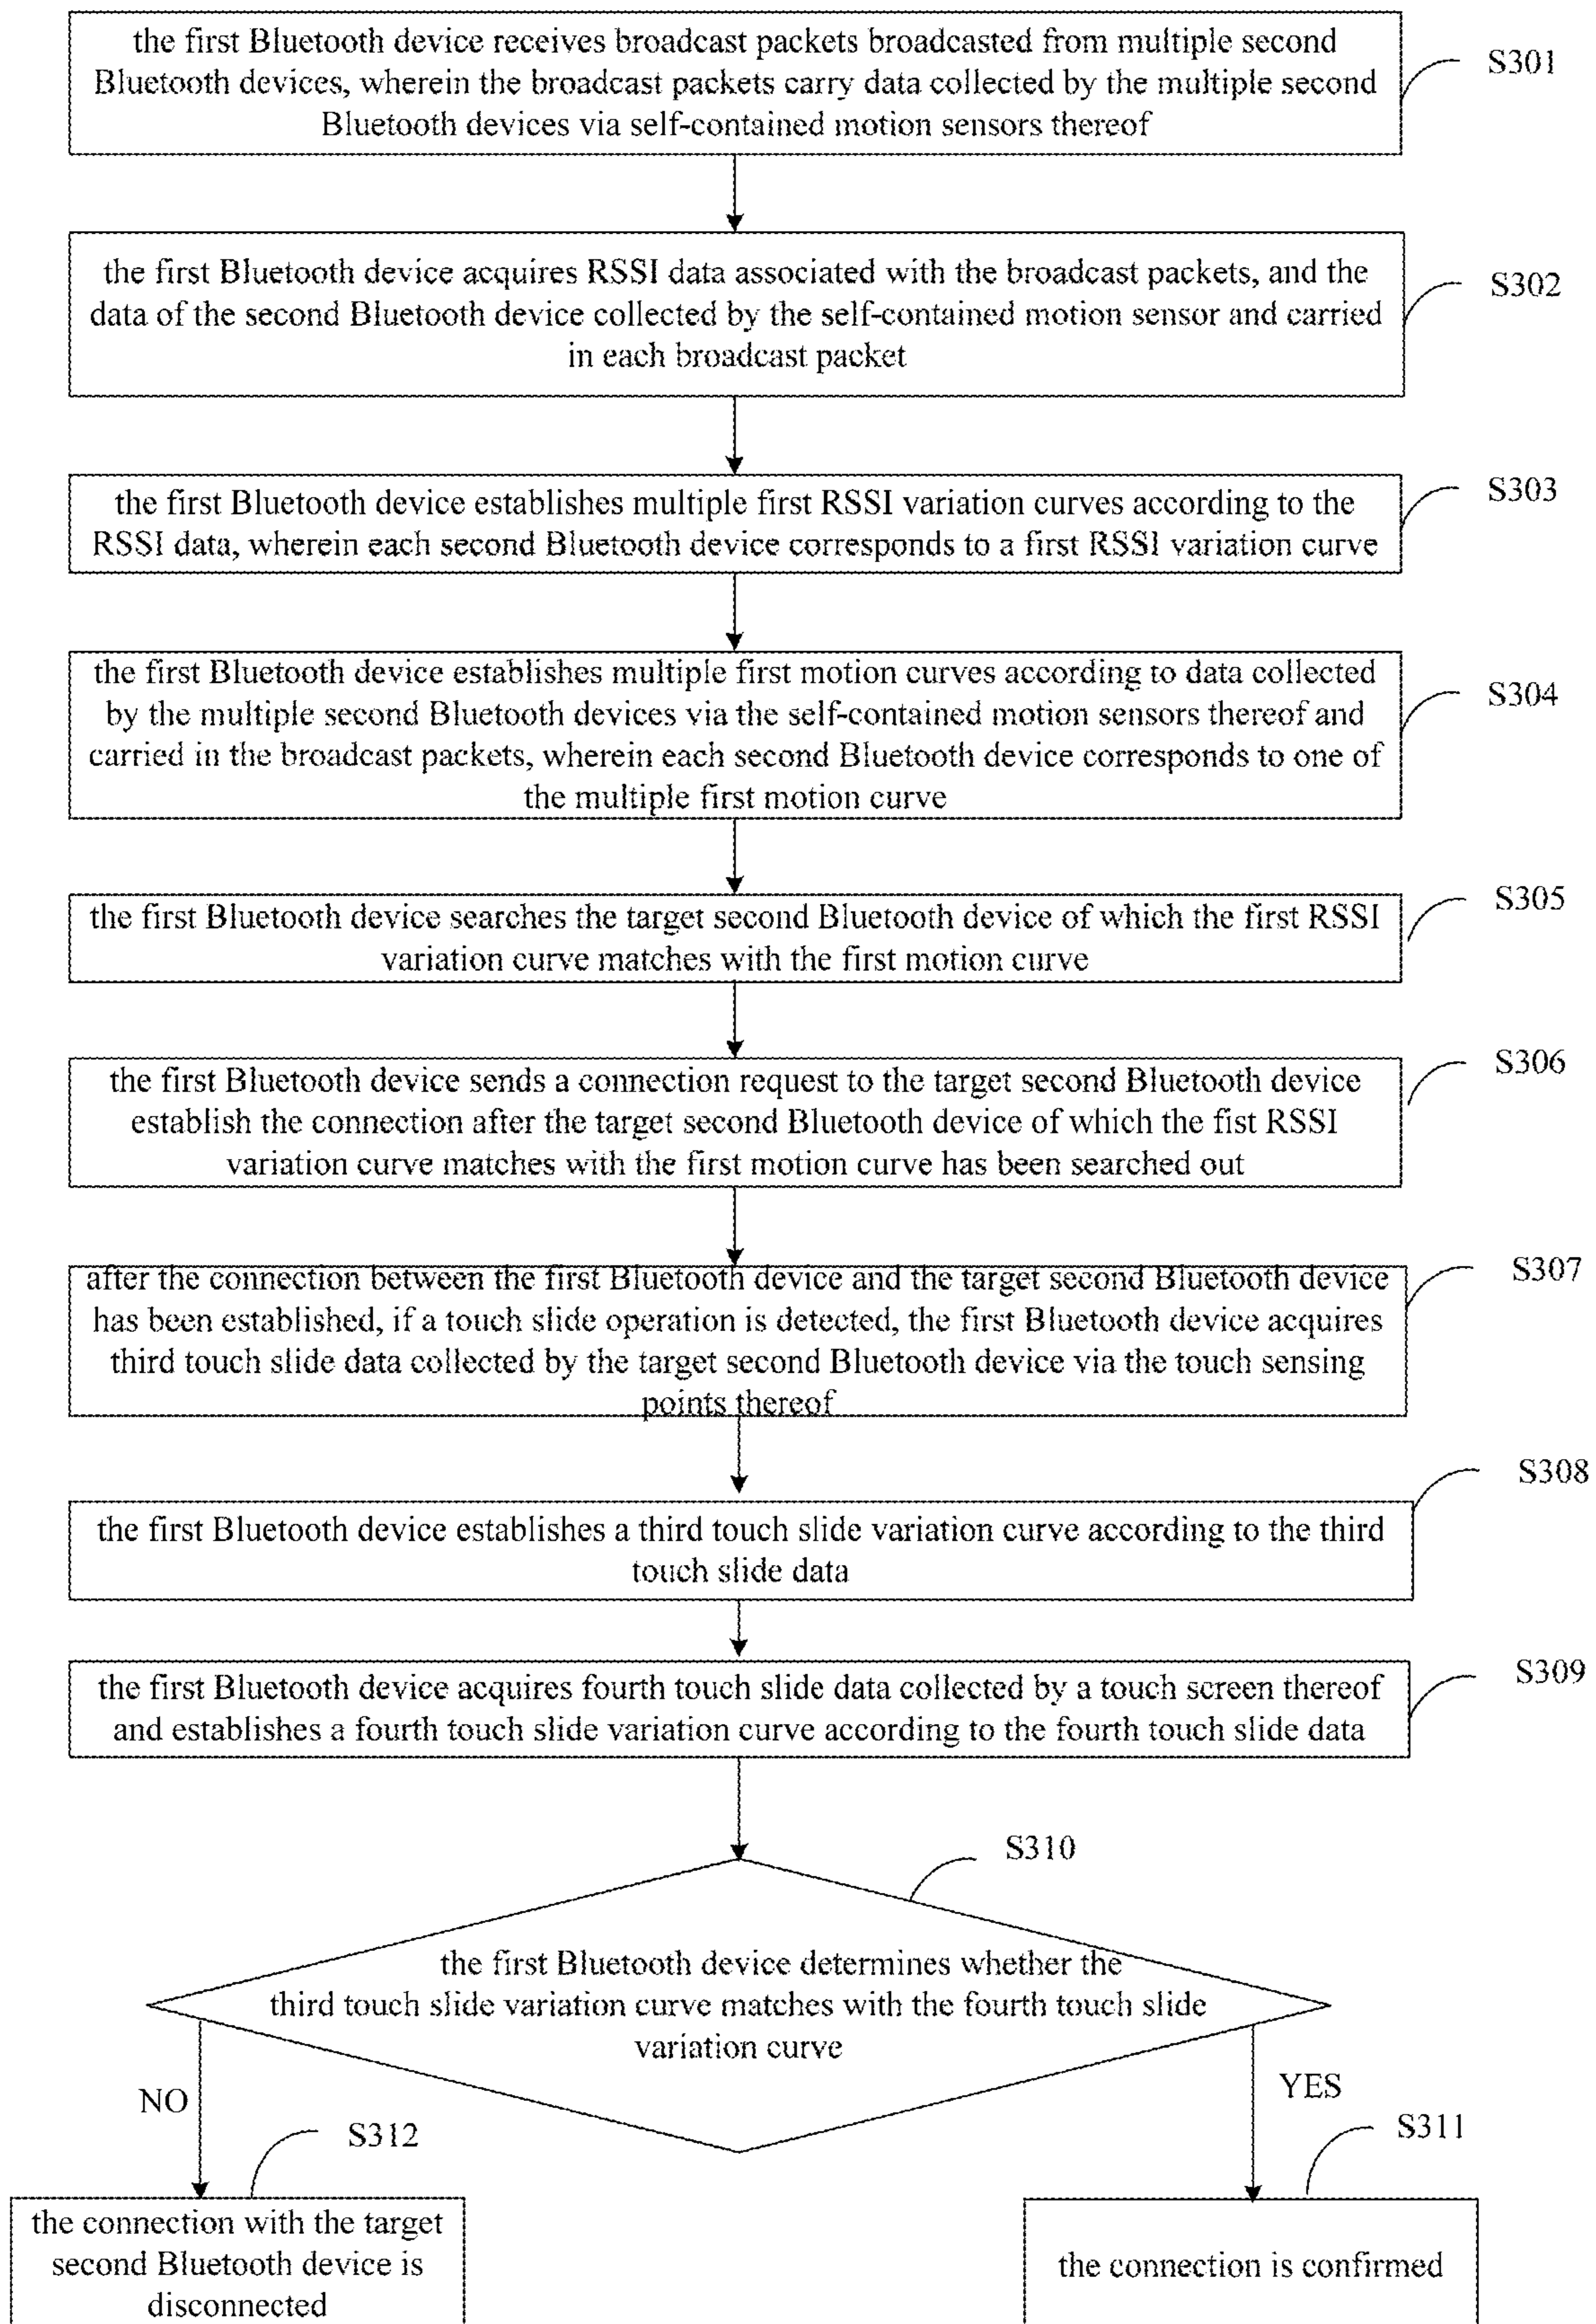 the first Bluetooth device receives broadcast packets broadcasted from multiple second
Bluetooth devices, wherein the broadcast packets carry data collected by the multiple second
Bluetooth devices via self-contained motion sensors thereof
S301
the first Bluetooth device acquires RSSI data associated with the broadcast packets, and the
data of the second Bluetooth device collected by the self-contained motion sensor and carried
in each broadcast packet
S302
the first Bluetooth device establishes multiple first RSSI variation curves according to the
RSSI data, wherein each second Bluetooth device corresponds to a first RSSI variation curve
S303
the first Bluetooth device establishes multiple first motion curves according to data collected
by the multiple second Bluetooth devices via the self-contained motion sensors thereof and
carried in the broadcast packets, wherein each second Bluetooth device corresponds to one of
the multiple first motion curve
S304
the first Bluetooth device searches the target second Bluetooth device of which the first RSSI
variation curve matches with the first motion curve
S305
the first Bluetooth device sends a connection request to the target second Bluetooth device
establish the connection after the target second Bluetooth device of which the fist RSSI
variation curve matches with the first motion curve has been searched out
S306
after the connection between the first Bluetooth device and the target second Bluetooth device
has been established, if a touch slide operation is detected, the first Bluetooth device acquires
third touch slide data collected by the target second Bluetooth device via the touch sensing
points thereof
S307
the first Bluetooth device establishes a third touch slide variation curve according to the third
touch slide data
S308
the first Bluetooth device acquires fourth touch slide data collected by a touch screen thereof
and establishes a fourth touch slide variation curve according to the fourth touch slide data
S309
S310
the first Bluetooth device determines whether the
third touch slide variation curve matches with the fourth touch slide
variation curve
NO
YES
S312
S311
the connection with the target
second Bluetooth device is
disconnected
the connection is confirmed